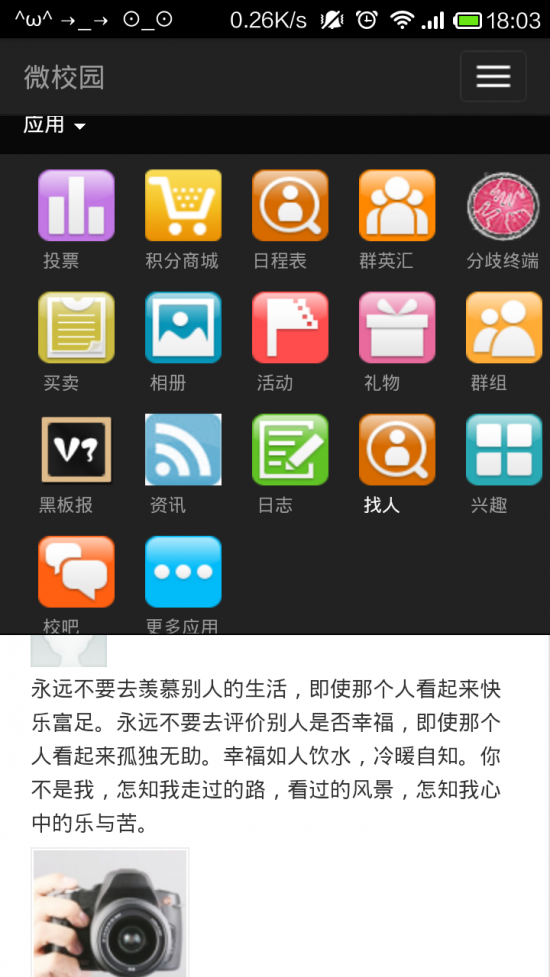 ^ω^ →_→ ⊙_⊙ 0.26K/s 18:03
微校园
应用
投票 积分商城 日程表 群英汇 分歧终端
买卖 相册 活动 礼物 群组
V?
黑板报 资讯 日志 找人 兴趣
校吧 更多应用
永远不要去羡慕别人的生活，即使那个人看起来快
乐富足。永远不要去评价别人是否幸福，即使那个
人看起来孤独无助。幸福如人饮水，冷暖自知。你
不是我，怎知我走过的路，看过的风景，怎知我心
中的乐与苦。